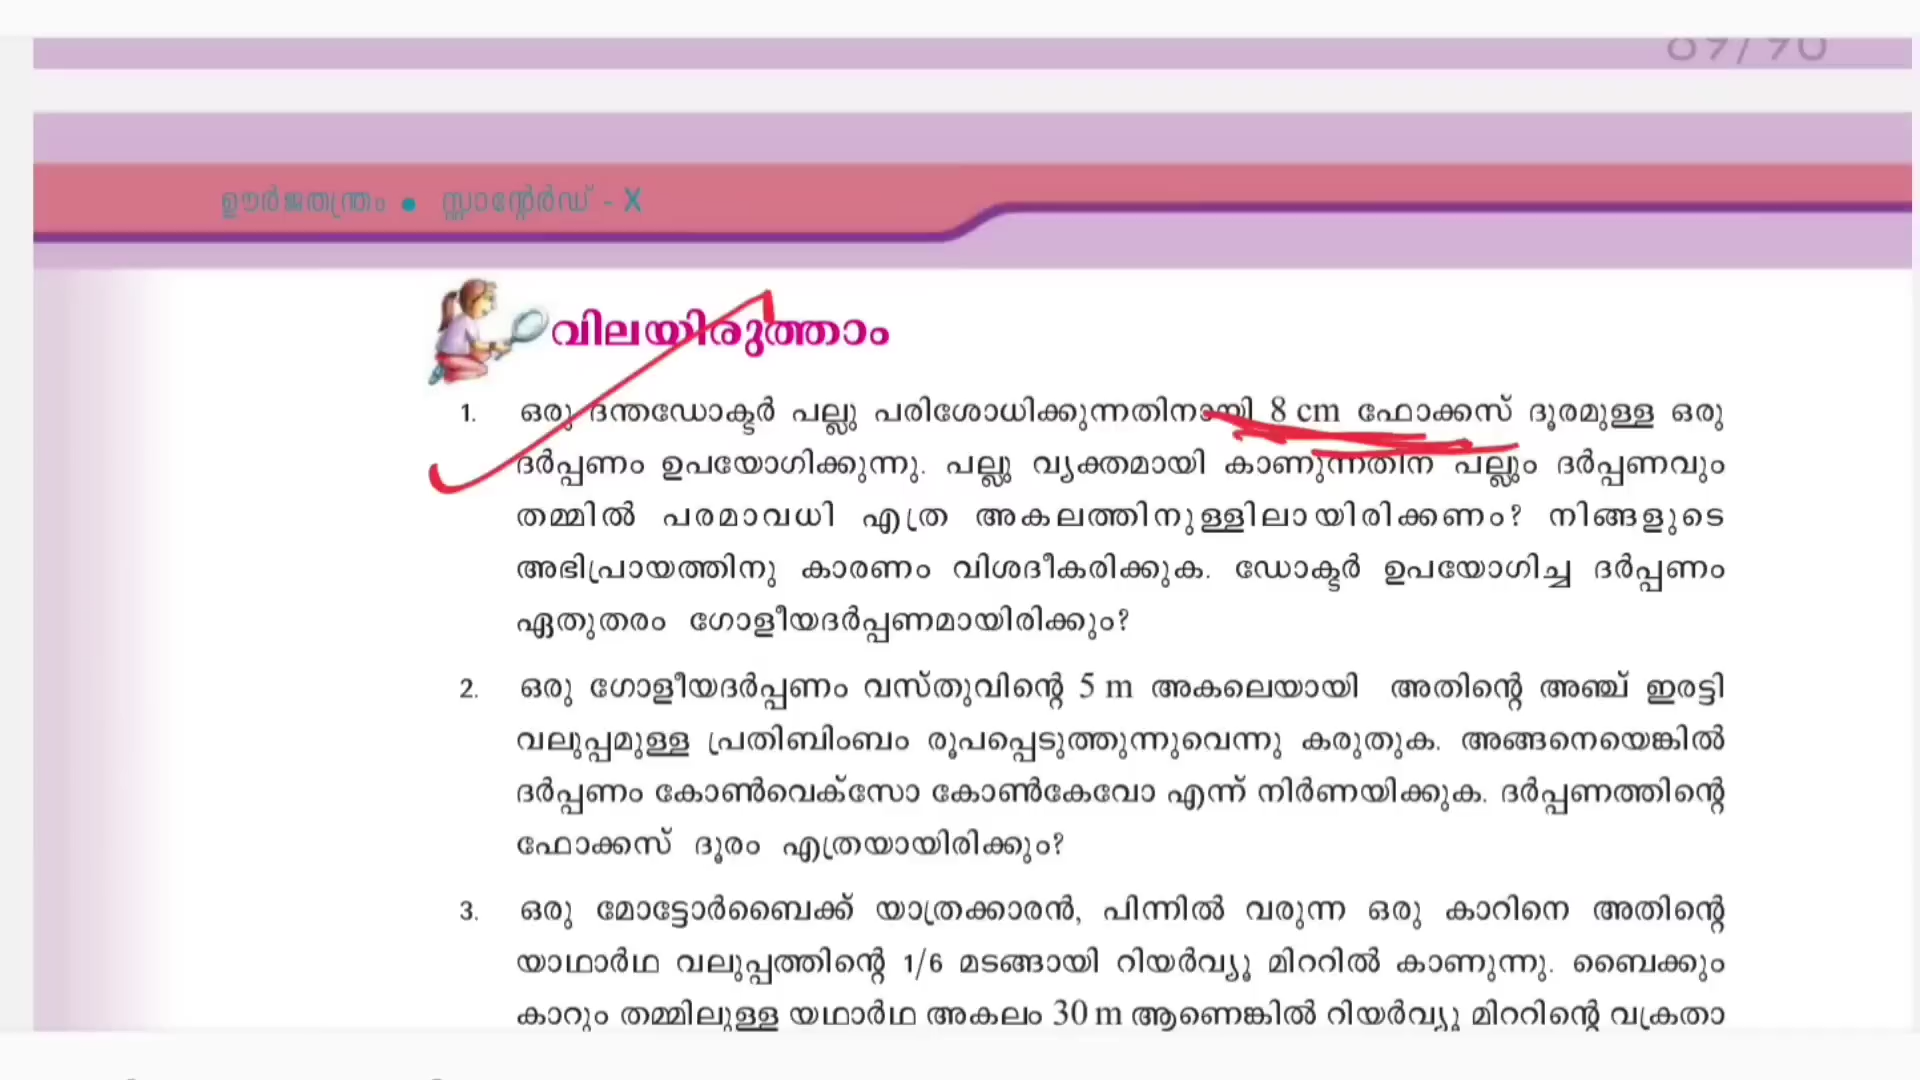 ഊർജതന്ത്രം ● സ്റ്റാന്റേർഡ് - X
വിലയിരുത്താം
1. ഒരു ദന്തഡോക്ടർ പല്ലു പരിശോധിക്കുന്നതിനായി 8 cm ഫോക്കസ് ദൂരമുള്ള ഒരു
ദർപ്പണം ഉപയോഗിക്കുന്നു. പല്ലു വ്യക്തമായി കാണുന്നതിന് പല്ലും ദർപ്പണവും
തമ്മിൽ പരമാവധി എത്ര അകലത്തിനുള്ളിലായിരിക്കണം? നിങ്ങളുടെ
അഭിപ്രായത്തിനു കാരണം വിശദീകരിക്കുക. ഡോക്ടർ ഉപയോഗിച്ച ദർപ്പണം
ഏതുതരം ഗോളീയദർപ്പണമായിരിക്കും?
2. ഒരു ഗോളീയദർപ്പണം വസ്തുവിന്റെ 5 m അകലെയായി അതിന്റെ അഞ്ച് ഇരട്ടി
വലുപ്പമുള്ള പ്രതിബിംബം രൂപപ്പെടുത്തുന്നുവെന്നു കരുതുക. അങ്ങനെയെങ്കിൽ
ദർപ്പണം കോൺവെക്സോ കോൺകേവോ എന്ന് നിർണയിക്കുക. ദർപ്പണത്തിന്റെ
ഫോക്കസ് ദൂരം എത്രയായിരിക്കും?
3. ഒരു മോട്ടോർബൈക്ക് യാത്രക്കാരൻ, പിന്നിൽ വരുന്ന ഒരു കാറിനെ അതിന്റെ
യാഥാർഥ വലുപ്പത്തിന്റെ 1/6 മടങ്ങായി റിയർവ്യൂ മിററിൽ കാണുന്നു. ബൈക്കും
കാറും തമ്മിലുള്ള യഥാർഥ അകലം 30 m ആണെങ്കിൽ റിയർവ്യൂ മിററിന്റെ വക്രതാ